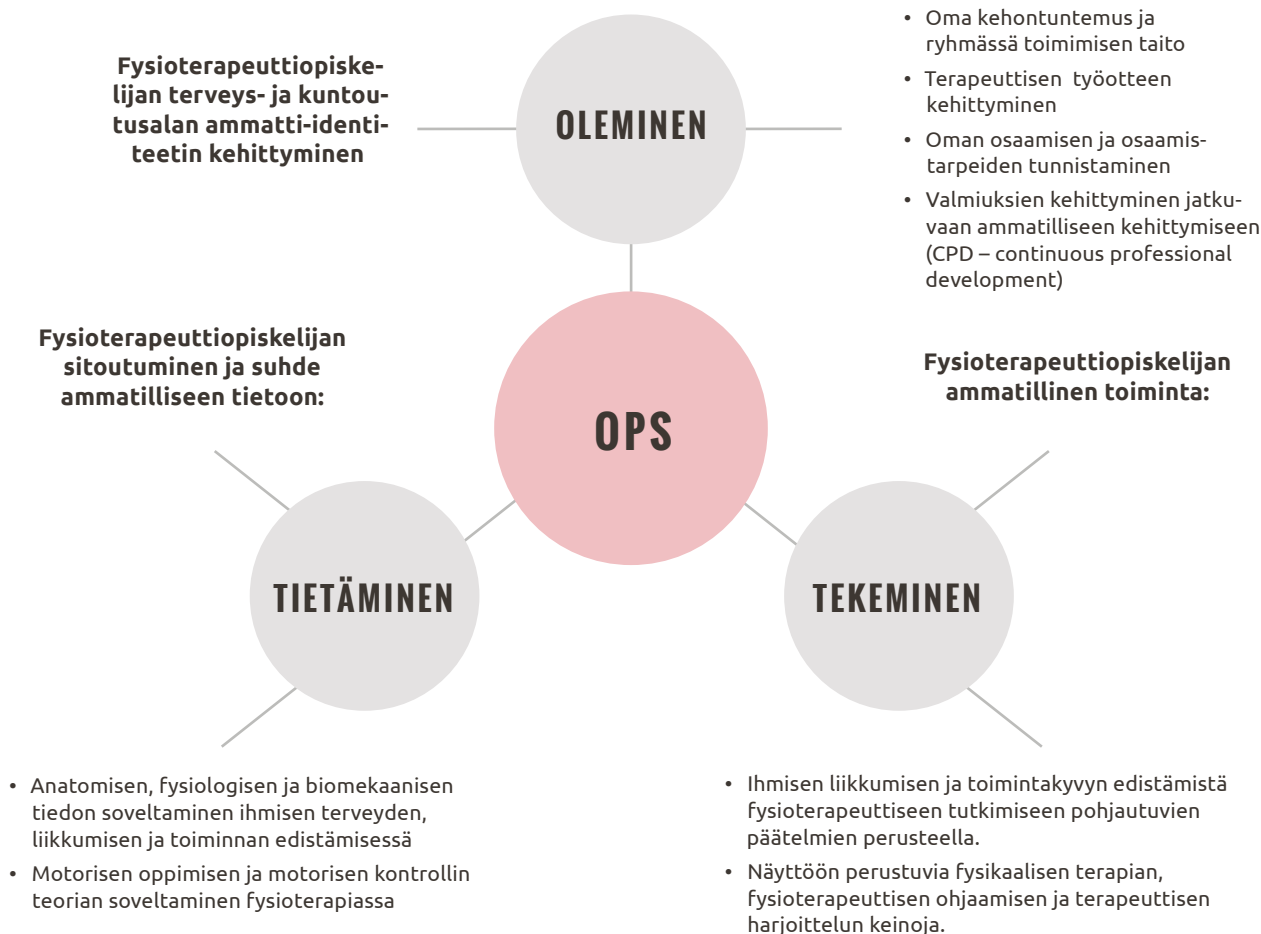 Fysioterapeuttiopiske-
lijan terveys- ja kuntou-
tusalan ammatti-identi-
teetin kehittyminen
OLEMINEN
• Oma kehontuntemus ja
ryhmässä toimimisen taito
• Terapeuttisen työotteen
kehittyminen
• Oman osaamisen ja osaamis-
tarpeiden tunnistaminen
• Valmiuksien kehittyminen jatku-
vaan ammatilliseen kehittymiseen
(CPD – continuous professional
development)
OPS
Fysioterapeuttiopiskelijan
sitoutuminen ja suhde
ammatilliseen tietoon:
TIETÄMINEN
• Anatomisen, fysiologisen ja biomekaanisen
tiedon soveltaminen ihmisen terveyden,
liikkumisen ja toiminnan edistämisessä
• Motorisen oppimisen ja motorisen kontrollin
teorian soveltaminen fysioterapiassa
Fysioterapeuttiopiskelijan
ammatillinen toiminta:
TEKEMINEN
• Ihmisen liikkumisen ja toimintakyvyn edistämistä
fysioterapeuttiseen tutkimiseen pohjautuvien
päätelmien perusteella.
• Näyttöön perustuvia fysikaalisen terapian,
fysioterapeuttisen ohjaamisen ja terapeuttisen
harjoittelun keinoja.